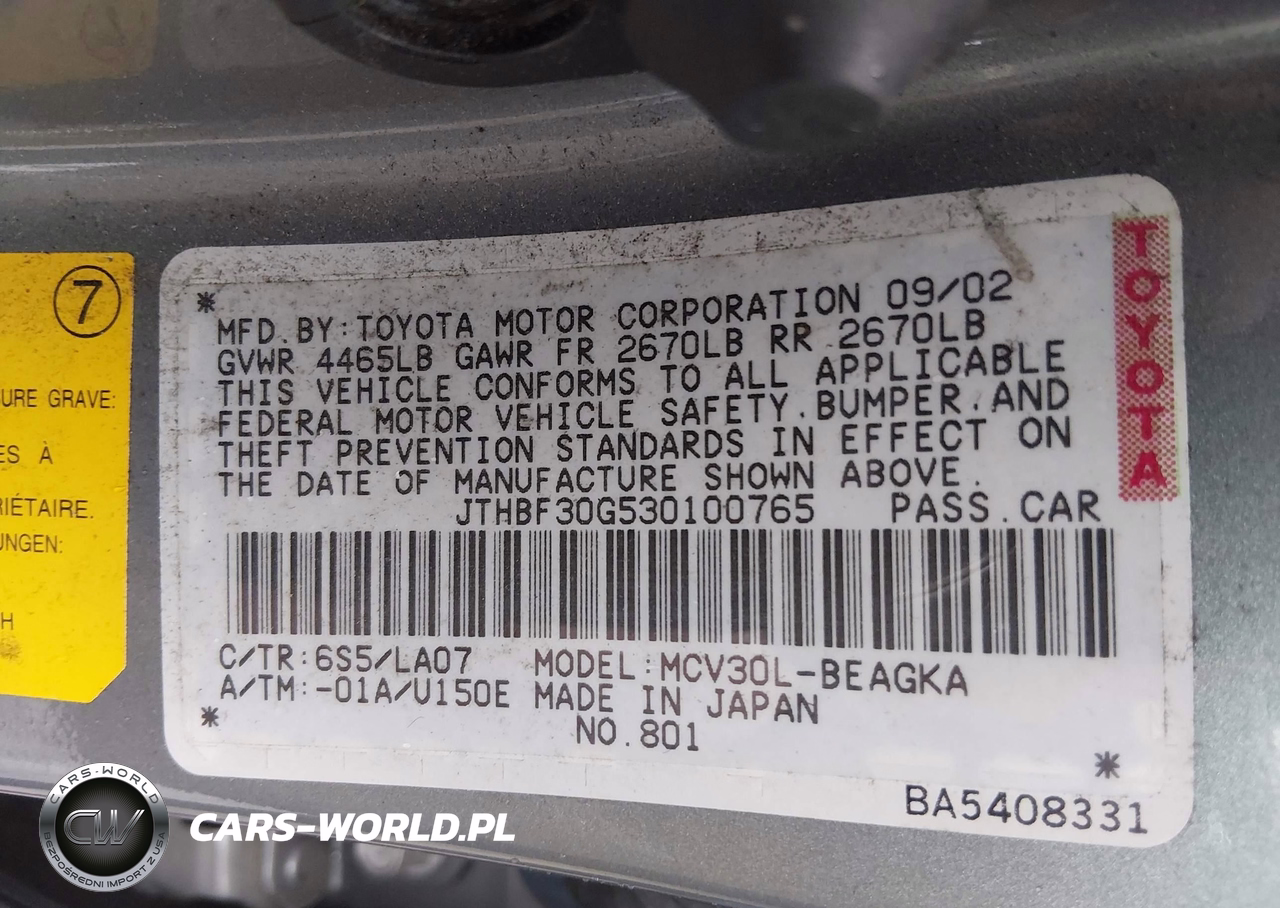 7
URE GRAVE:
ES À
RIÉTAIRE.
UNGEN:
H
*
MFD.BY:TOYOTA MOTOR CORPORATION 09/02
GVWR 4465LB GAWR FR 2670LB RR 2670LB
THIS VEHICLE CONFORMS TO ALL APPLICABLE
FEDERAL MOTOR VEHICLE SAFETY.BUMPER.AND
THEFT PREVENTION STANDARDS IN EFFECT ON
THE DATE OF MANUFACTURE SHOWN ABOVE.
JTHBF30G530100765 PASS.CAR
C/TR:6S5/LA07 MODEL:MCV30L-BEAGKA
A/TM:-01A/U150E MADE IN JAPAN
* NO.801
*
BA5408331
TOYOTA
CARS-WORLD
CW
BEZPOŚREDNI IMPORT Z USA
CARS-WORLD.PL